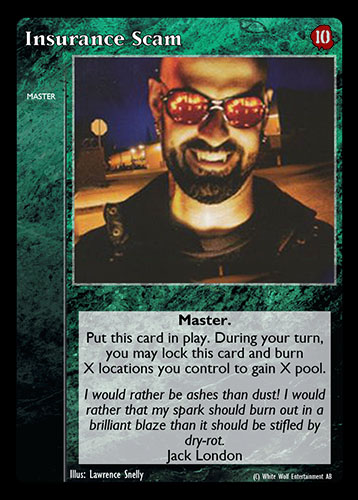 Insurance Scam
10
MASTER
Master.
Put this card in play. During your turn,
you may lock this card and burn
X locations you control to gain X pool.
I would rather be ashes than dust! I would
rather that my spark should burn out in a
brilliant blaze than it should be stifled by
dry-rot.
Jack London
Illus: Lawrence Snelly
(C) White Wolf Entertainment AB